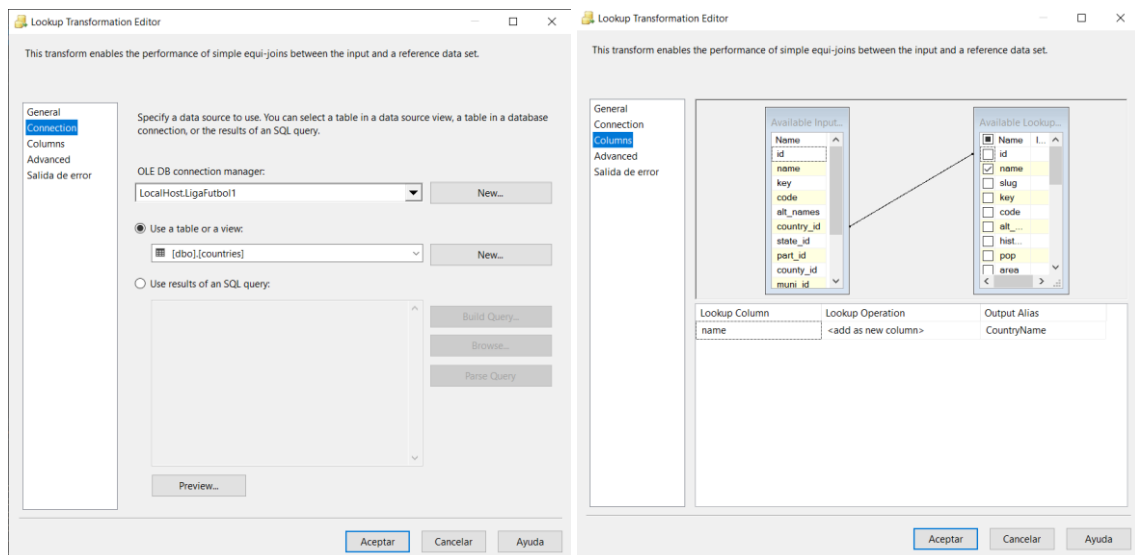 Lookup Transformation Editor
This transform enables the performance of simple equi-joins between the input and a reference data set.
General
Connection
Columns
Advanced
Salida de error
Specify a data source to use. You can select a table in a data source view, a table in a database
connection, or the results of an SQL query.
OLE DB connection manager:
LocalHost.LigaFutbol1
New...
Use a table or a view:
[dbo].[countries]
New...
Use results of an SQL query:
Build Query...
Browse...
Parse Query
Preview...
Aceptar
Cancelar
Ayuda
Lookup Transformation Editor
This transform enables the performance of simple equi-joins between the input and a reference data set.
General
Connection
Columns
Advanced
Salida de error
Available Input...
Name
id
name
key
code
alt_names
country_id
state_id
part_id
county_id
muni_id
Available Lookup...
Name I...
id
name
slug
key
code
alt_...
hist...
pop
area
Lookup Column Lookup Operation Output Alias
name <add as new column> CountryName
Aceptar
Cancelar
Ayuda